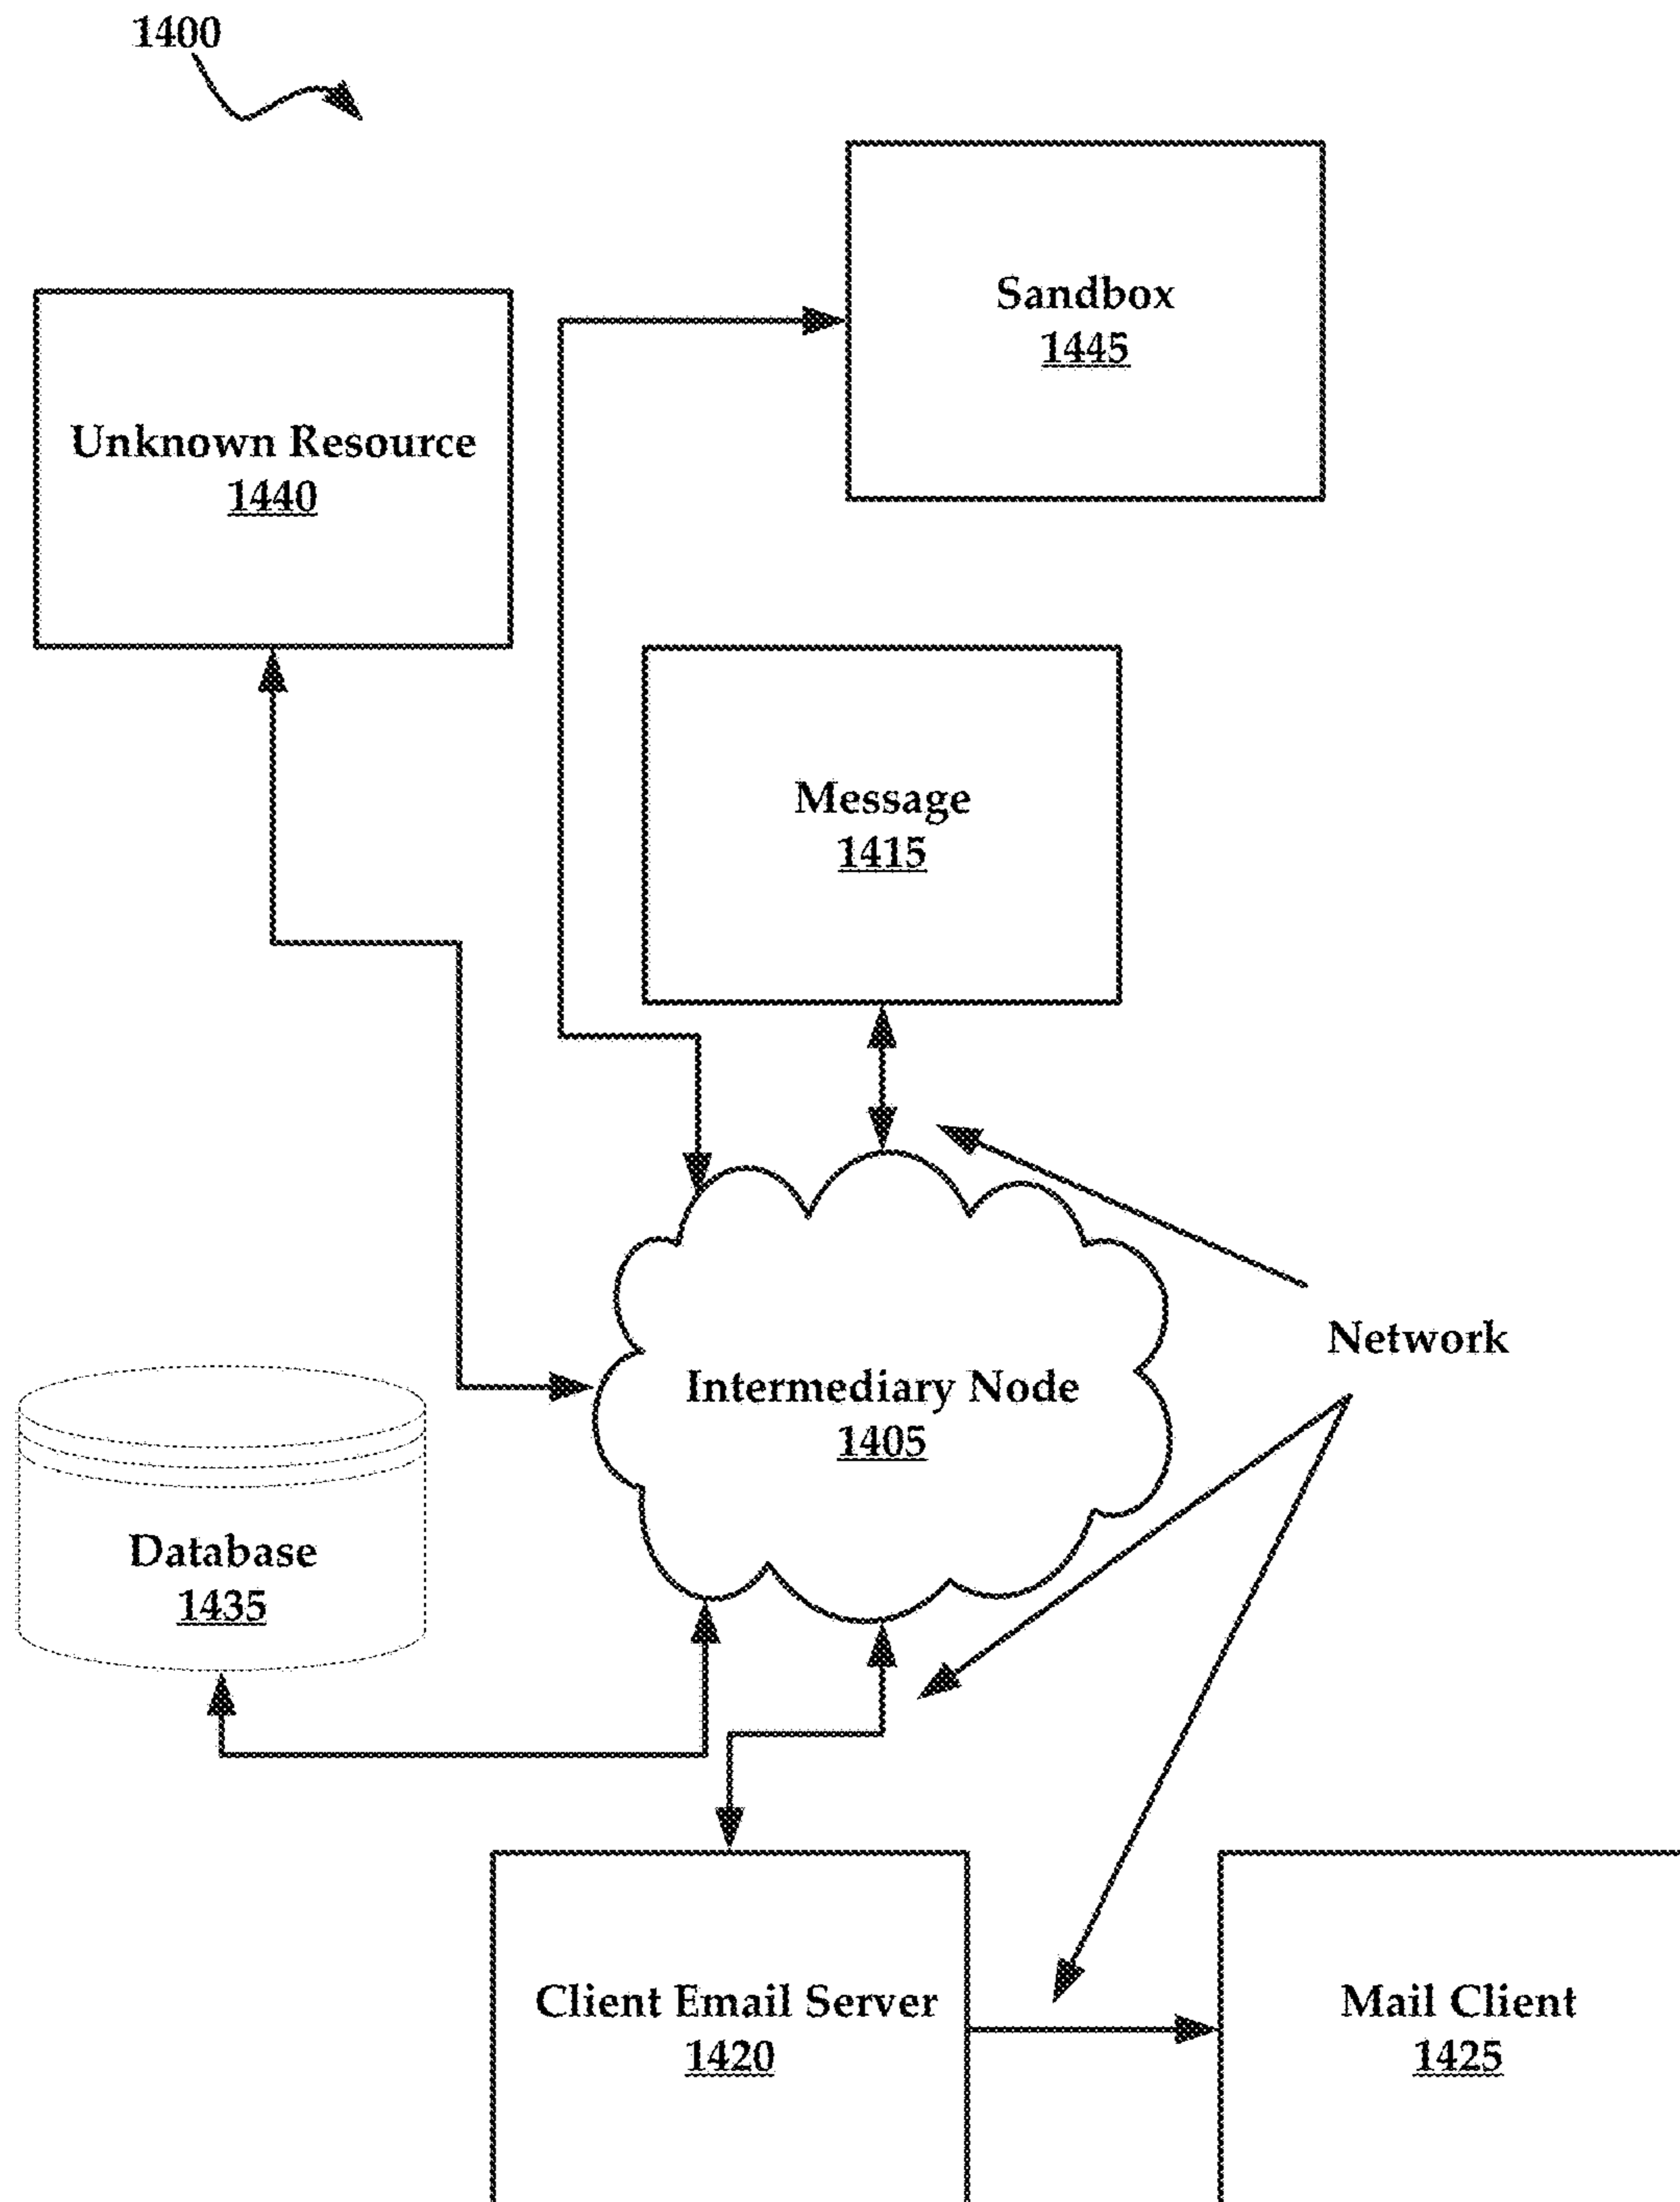 1400
Sandbox
1445
Unknown Resource
1440
Message
1415
Network
Intermediary Node
1405
Database
1435
Client Email Server
1420
Mail Client
1425